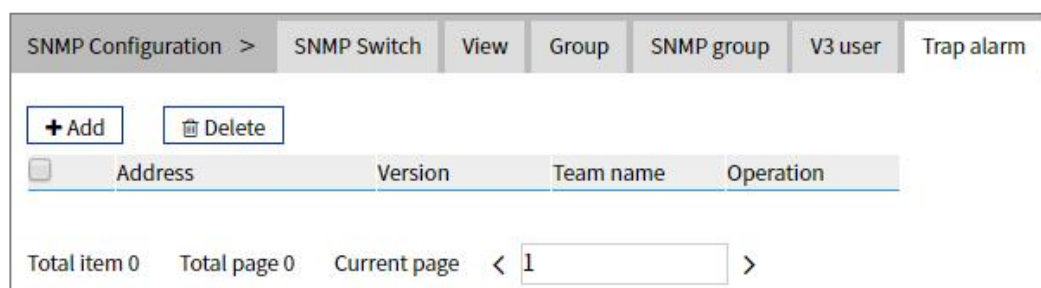 SNMP Configuration > SNMP Switch View Group SNMP group V3 user Trap alarm
+ Add Delete
Address Version Team name Operation
Total item 0 Total page 0 Current page < 1 >